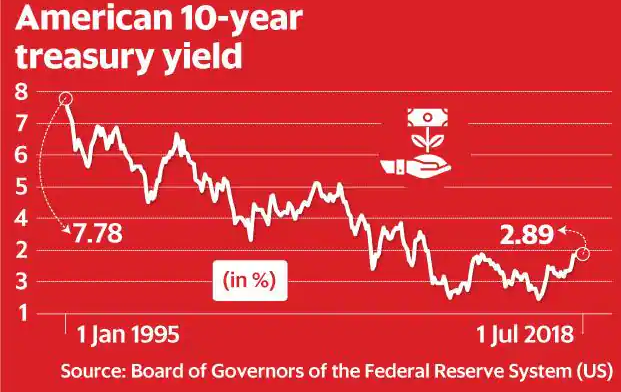 American 10-year
treasury yield
8
7
6
5
4
7.78
2.89
2
(in %)
3
1
1 Jan 1995
1 Jul 2018
Source: Board of Governors of the Federal Reserve System (US)